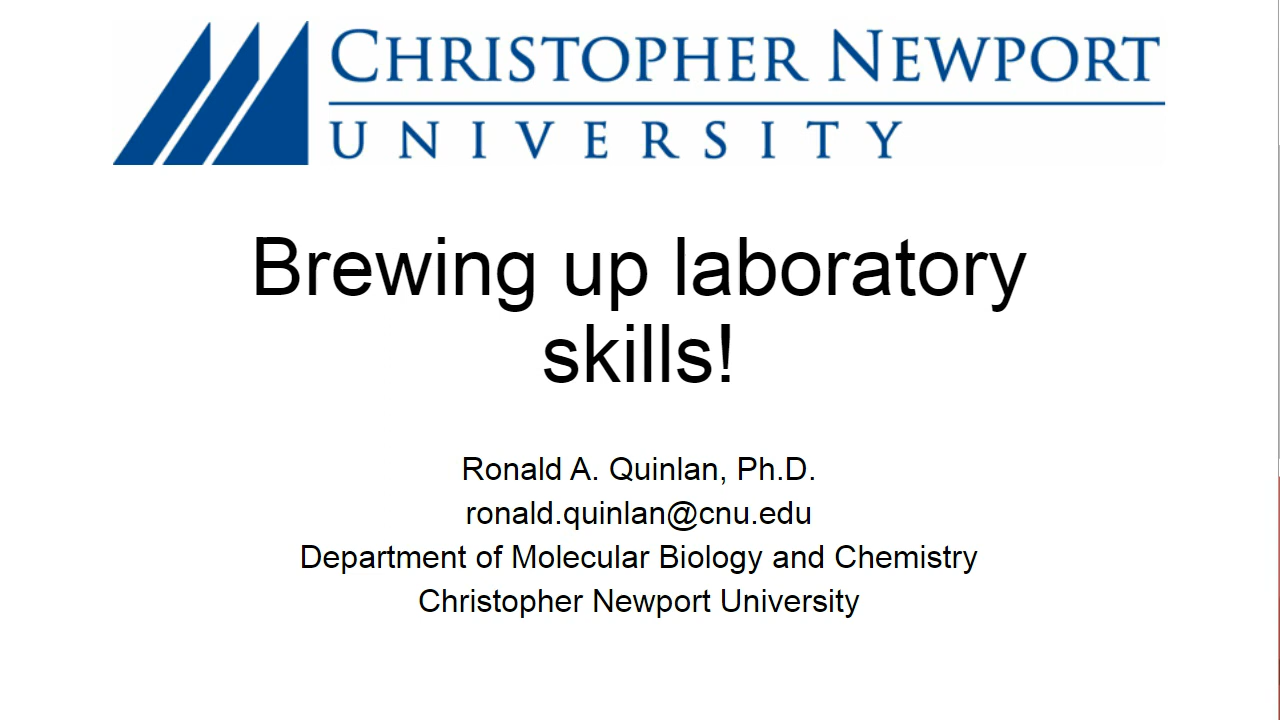 CHRISTOPHER NEWPORT
UNIVERSITY
Brewing up laboratory
skills!
Ronald A. Quinlan, Ph.D.
ronald.quinlan@cnu.edu
Department of Molecular Biology and Chemistry
Christopher Newport University